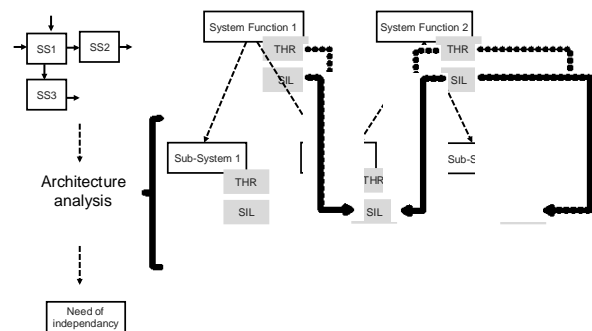 System Function 1
System Function 2
THR
THR
SIL
SIL
SS1
SS2
SS3
Sub-System 1
Sub-S
THR
THR
SIL
SIL
Architecture
analysis
Need of
independancy